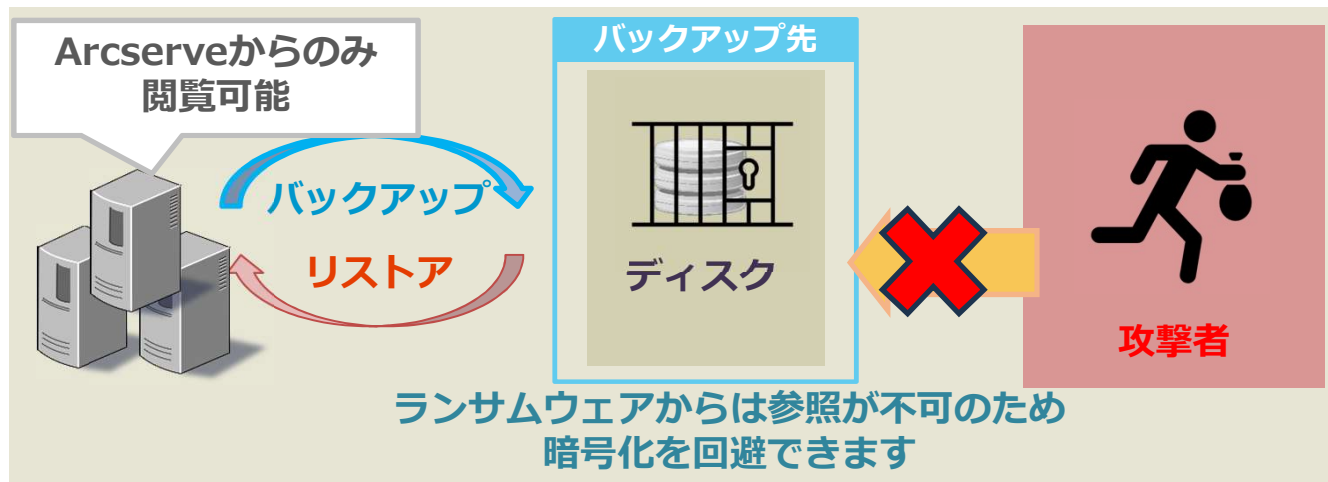 Arcserveからのみ
閲覧可能
バックアップ先
バックアップ
リストア
ディスク
攻撃者
ランサムウェアからは参照が不可のため
暗号化を回避できます